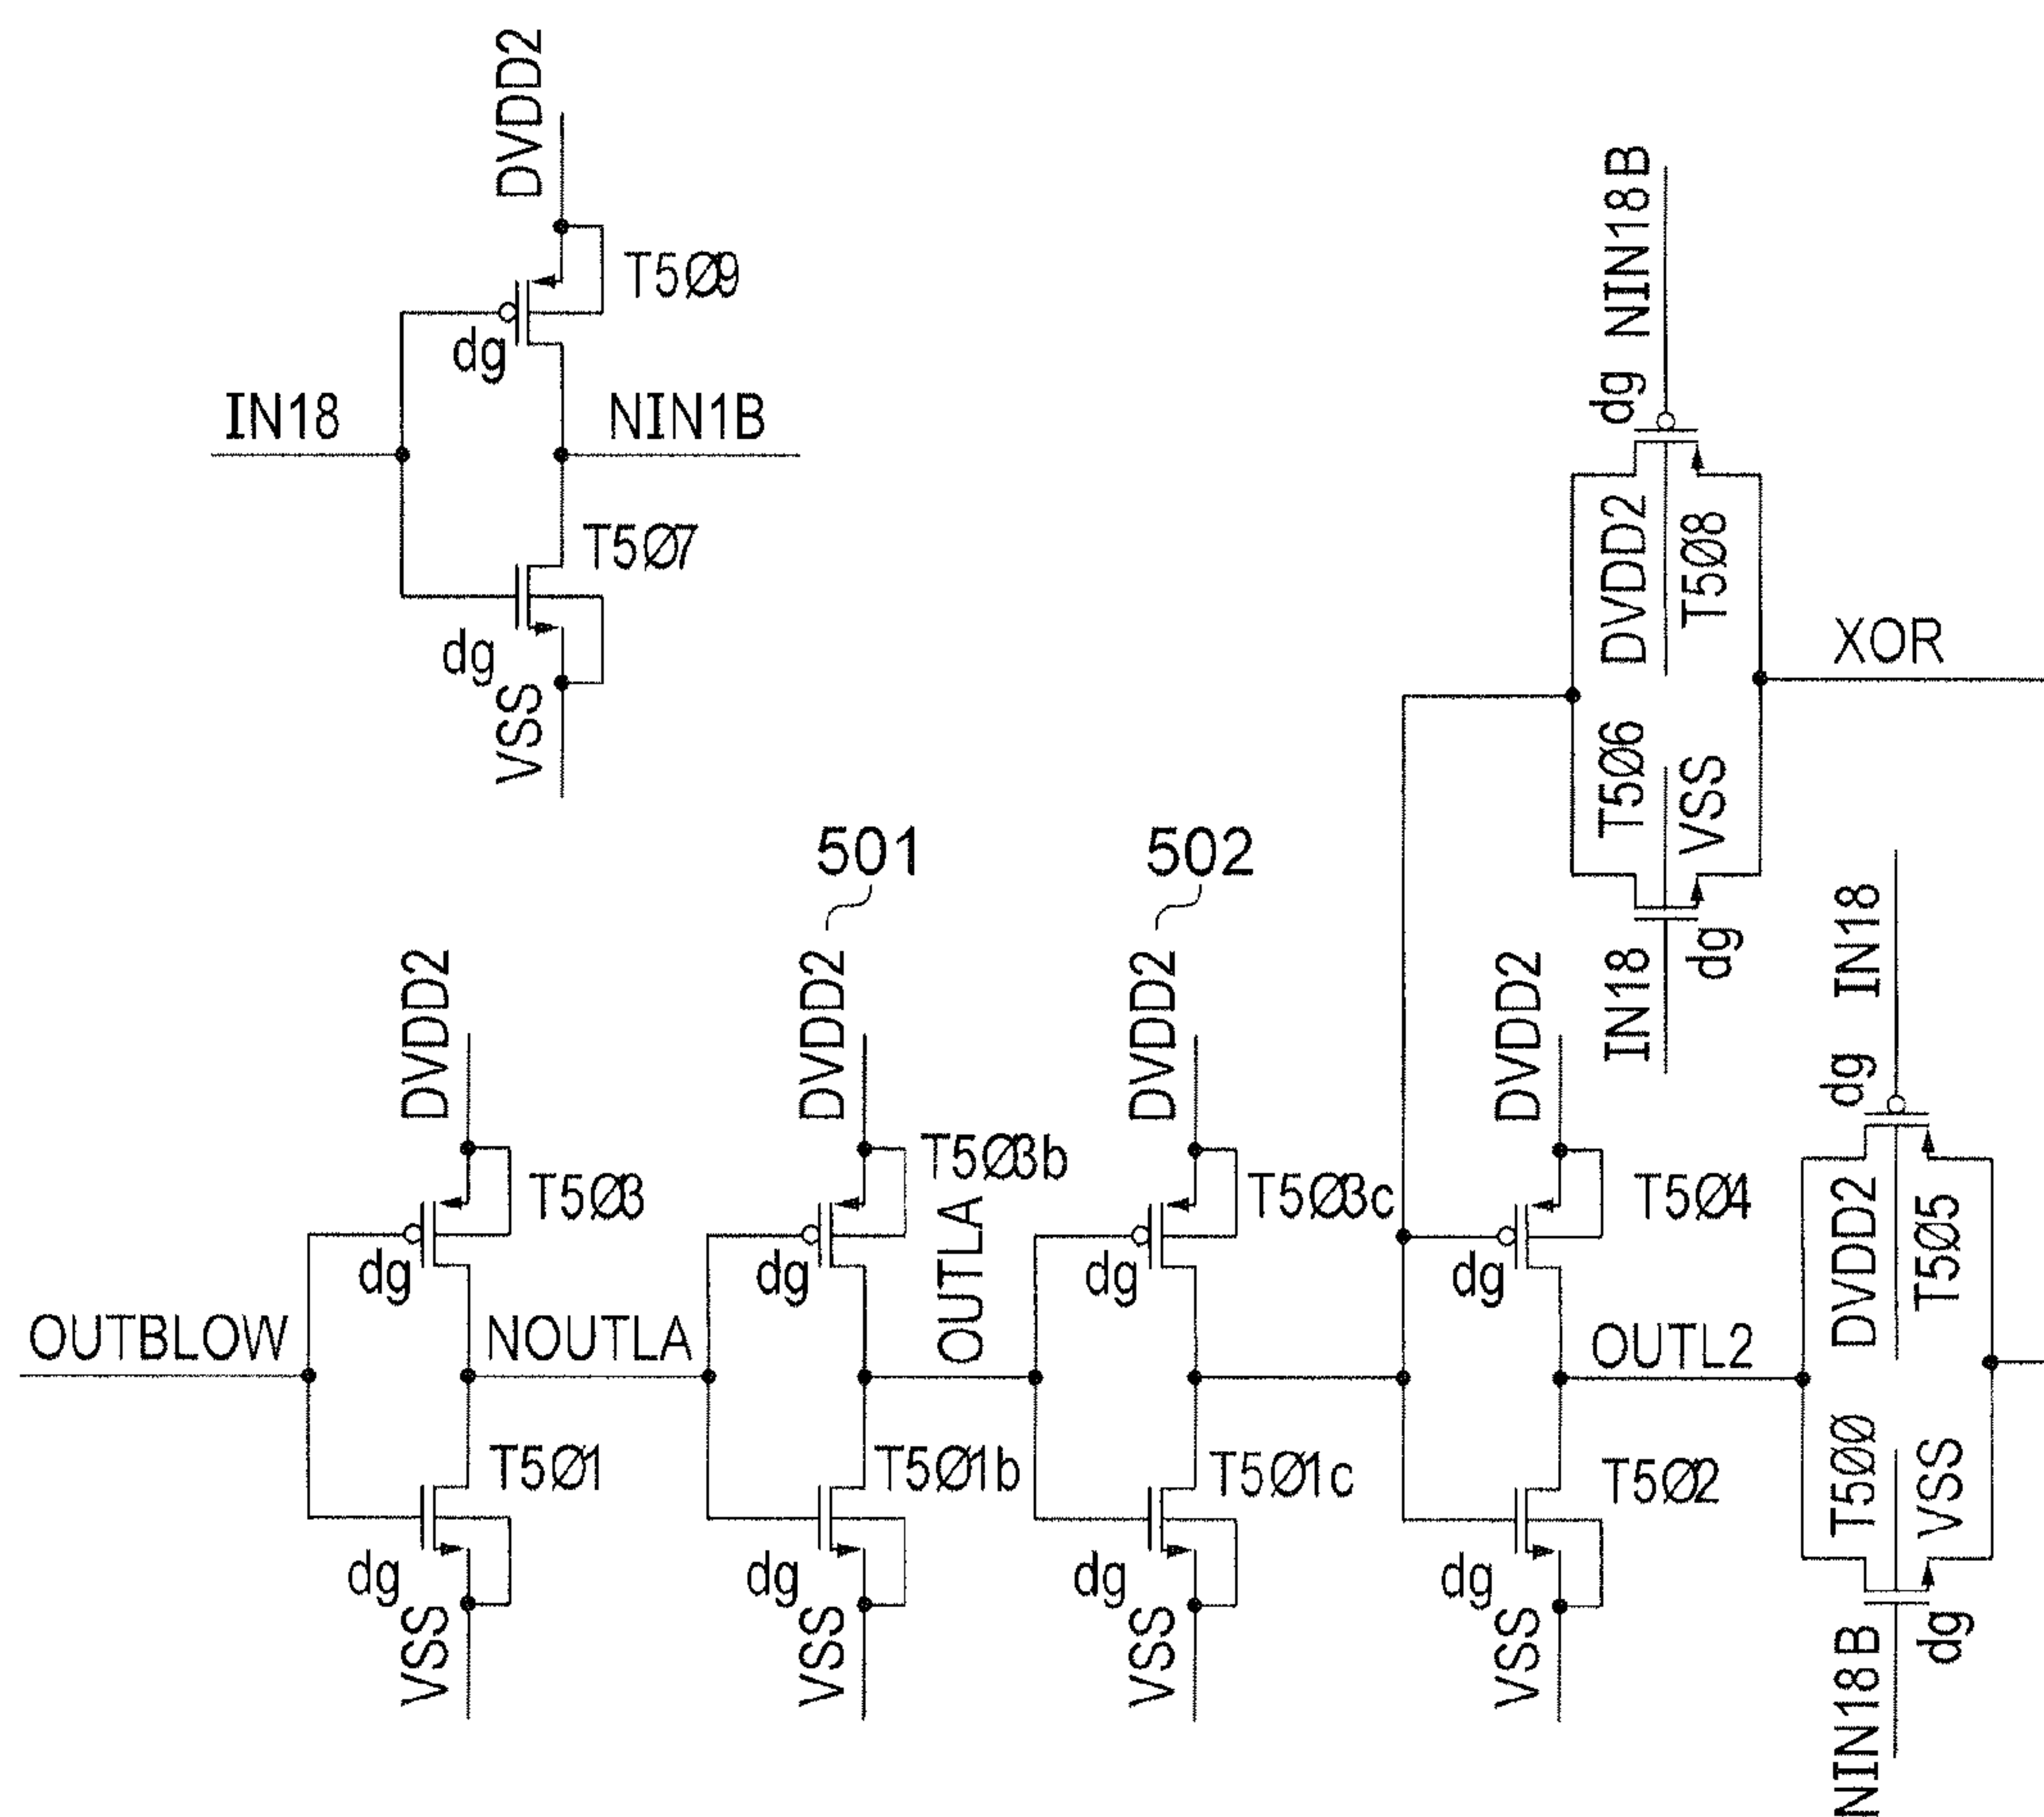 DVDD2
T5Ø9
dg
IN18
NIN1B
T5Ø7
dg
VSS
dg NIN18B
DVDD2
T5Ø8
XOR
T5Ø6
VSS
IN18
dg
501
502
DVDD2
DVDD2
DVDD2
DVDD2
dg IN18
T5Ø3
T5Ø3b
T5Ø3c
T5Ø4
dg
dg
dg
dg
DVDD2
T5Ø5
OUTBLOW
NOUTLA
OUTLA
OUTL2
T5Ø1
T5Ø1b
T5Ø1c
T5Ø2
T5ØØ
VSS
dg
dg
dg
dg
VSS
VSS
VSS
VSS
NIN18B
dg